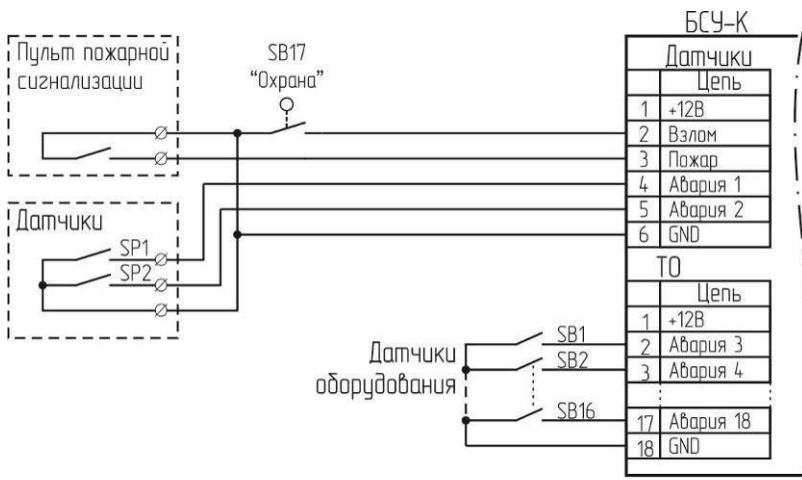 БСУ-К
Пульт пожарной
сигнализации
SB17
"Охрана"
Датчики
Цепь
1 +12В
2 Взлом
3 Пожар
4 Авария 1
5 Авария 2
6 GND
Датчики
SP1
SP2
ТО
Цепь
1 +12В
2 Авария 3
3 Авария 4
17 Авария 18
18 GND
Датчики
оборудования
SB1
SB2
SB16